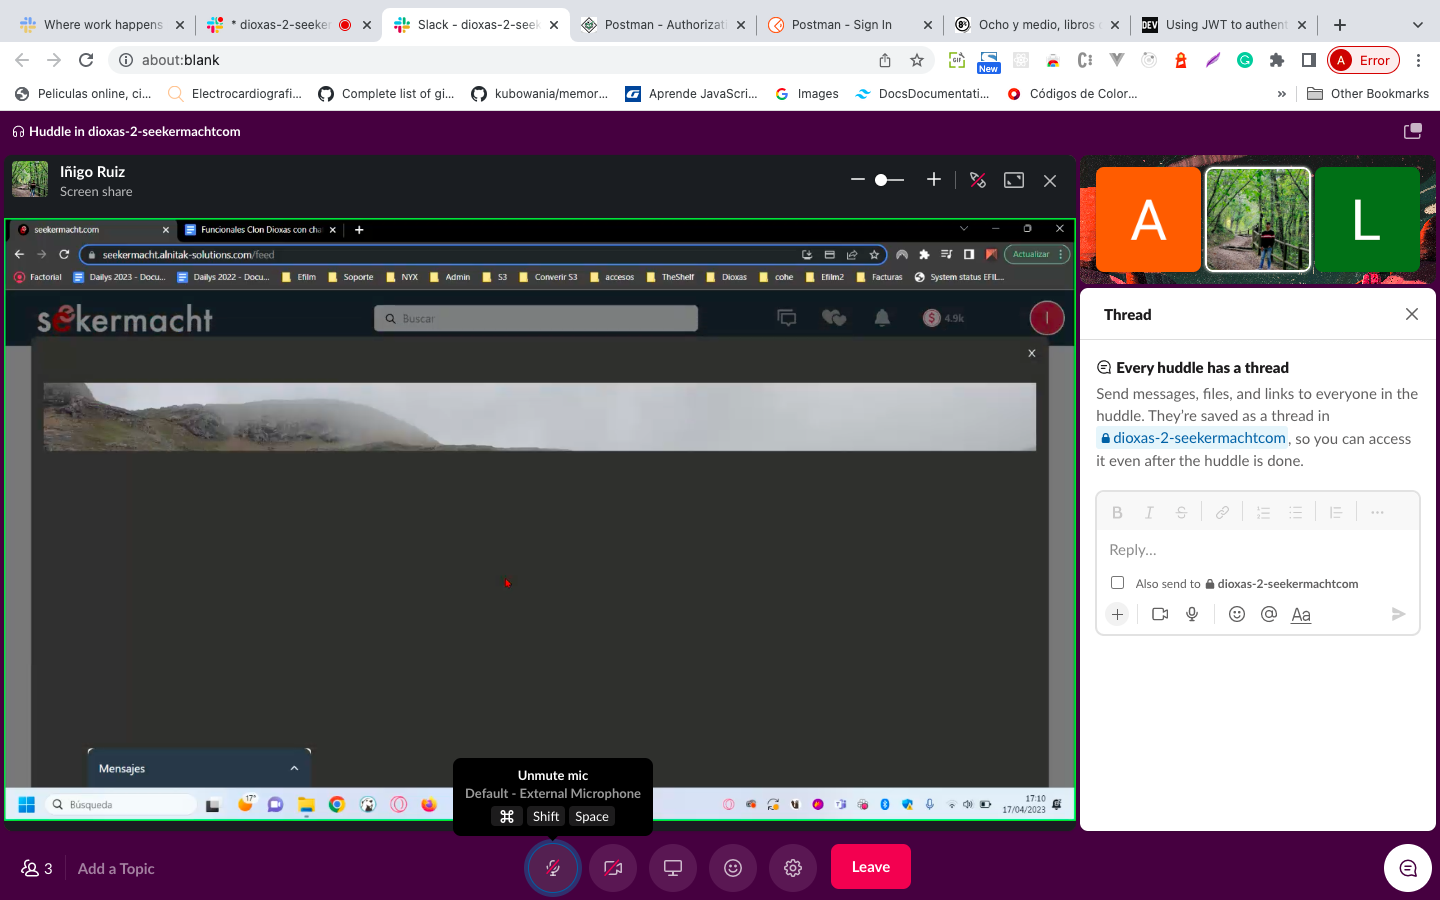 Where work happens
* dioxas-2-seeker
Slack - dioxas-2-seek
Postman - Authorizati
Postman - Sign In
Ocho y medio, libros d
DEV
Using JWT to authent
about:blank
GIF
New
A Error
Peliculas online, ci...
Electrocardiografi...
Complete list of gi...
kubowania/memor...
Aprende JavaScri...
Images
DocsDocumentati...
Códigos de Color...
»
Other Bookmarks
Huddle in dioxas-2-seekermachtcom
Iñigo Ruiz
Screen share
A
L
seekermacht.com
Funcionales Clon Dioxas con cha
seekermacht.alnitak-solutions.com/feed
Actualizar
Factorial
Dailys 2023 - Docu...
Dailys 2022 - Docu...
Efilm
Soporte
NYX
Admin
S3
Converir S3
accesos
TheShelf
Dioxas
cohe
Efilm2
Facturas
System status EFIL...
seekermacht
Buscar
4.9k
I
X
Mensajes
Búsqueda
17°
17:10
17/04/2023
Thread
Every huddle has a thread
Send messages, files, and links to everyone in the
huddle. They're saved as a thread in
dioxas-2-seekermachtcom, so you can access
it even after the huddle is done.
B I S
Reply...
Also send to dioxas-2-seekermachtcom
Aa
Unmute mic
Default - External Microphone
⌘ Shift Space
3
Add a Topic
Leave